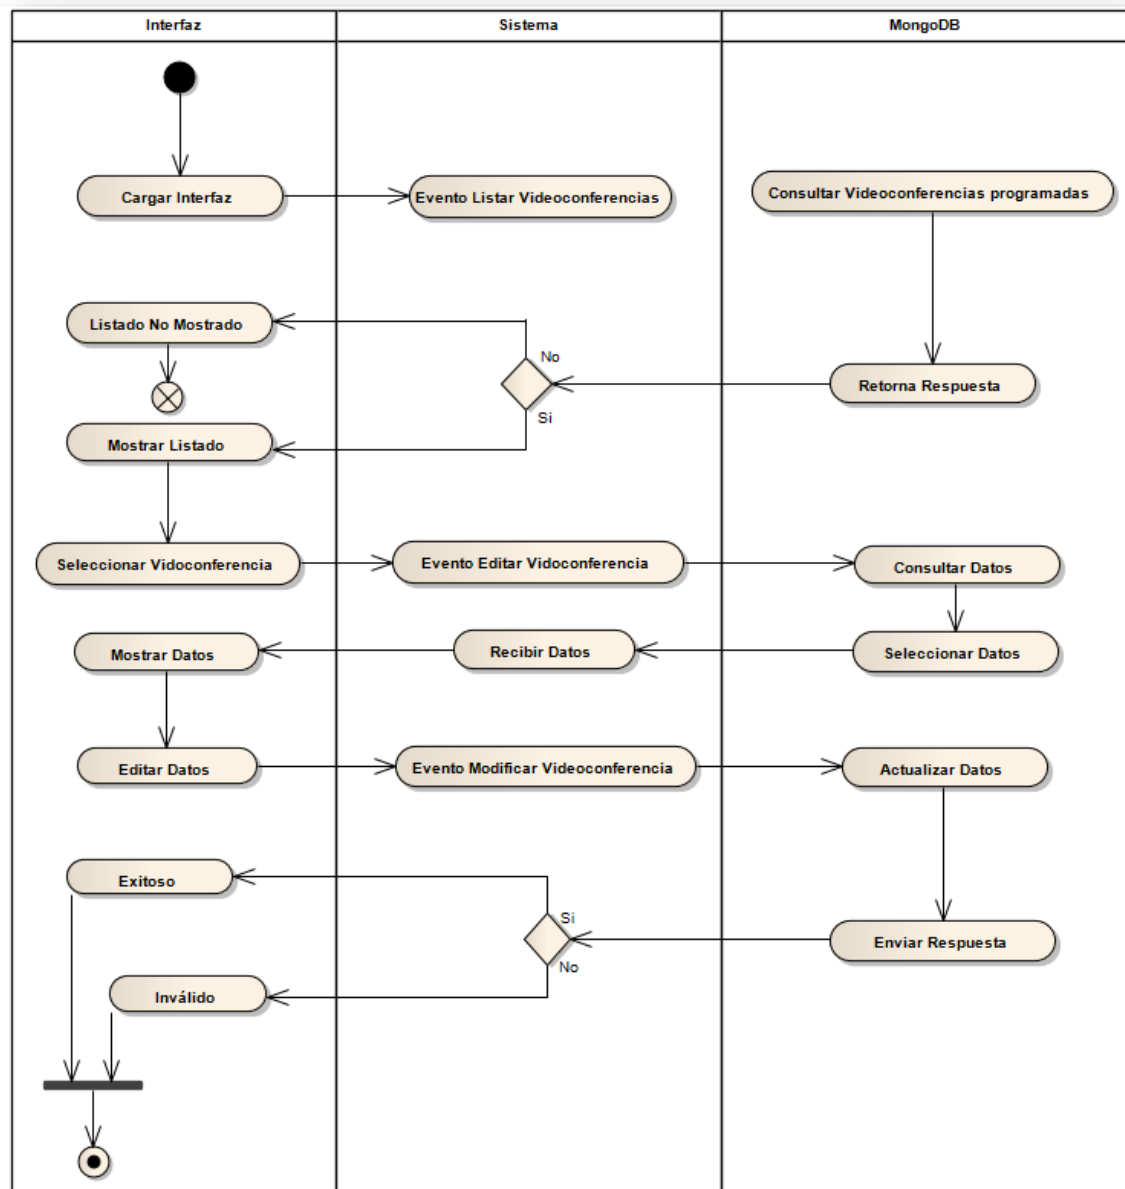 Interfaz
Sistema
MongoDB
Cargar Interfaz
Evento Listar Videoconferencias
Consultar Videoconferencias programadas
Listado No Mostrado
No
Retorna Respuesta
Si
Mostrar Listado
Seleccionar Vidoconferencia
Evento Editar Vidoconferencia
Consultar Datos
Mostrar Datos
Recibir Datos
Seleccionar Datos
Editar Datos
Evento Modificar Videoconferencia
Actualizar Datos
Exitoso
Si
Enviar Respuesta
No
Inválido